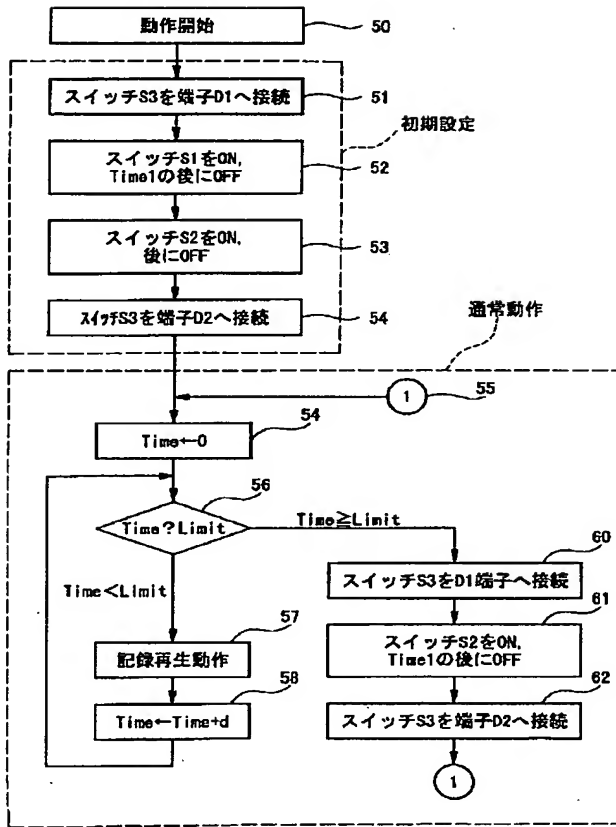 動作開始
50
スイッチS3を端子D1へ接続
51
初期設定
スイッチS1をON,
Time1の後にOFF
52
スイッチS2をON,
後にOFF
53
スイッチS3を端子D2へ接続
54
通常動作
1
55
54
Time←0
56
Time?Limit
Time≧Limit
60
スイッチS3をD1端子へ接続
Time<Limit
61
スイッチS2をON,
Time1の後にOFF
57
記録再生動作
62
58
スイッチS3を端子D2へ接続
Time←Time+d
1